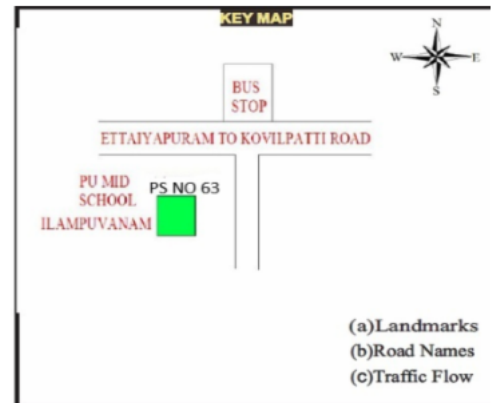 KEY MAP
N
W E
S
BUS
STOP
ETTAIYAPURAM TO KOVILPATTI ROAD
PU MID
SCHOOL
ILAMPUVANAM
PS NO 63
(a)Landmarks
(b)Road Names
(c)Traffic Flow